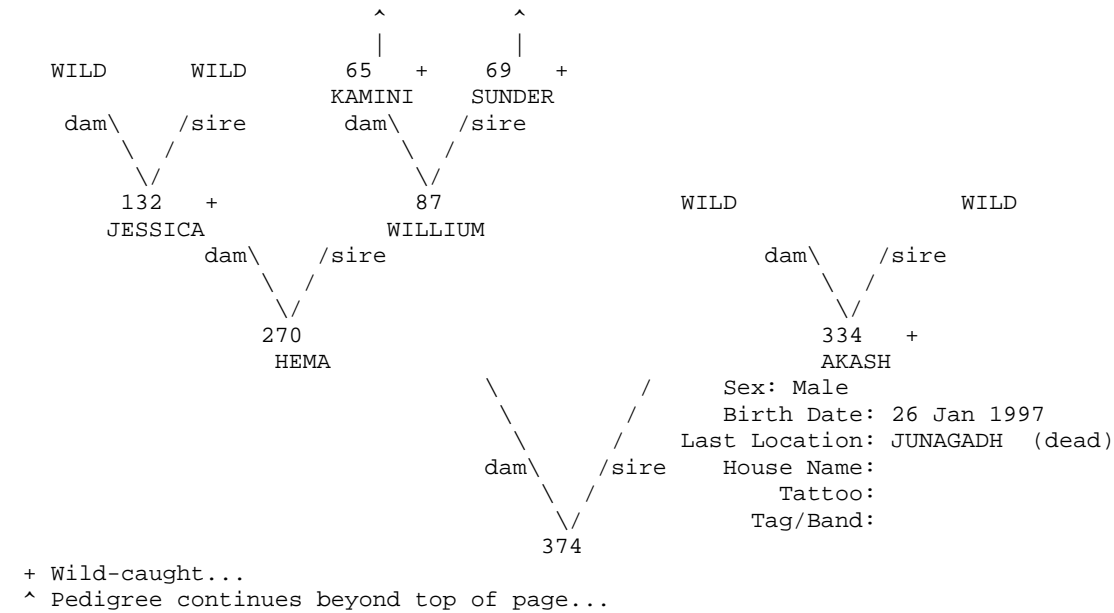 ^ ^
| |
WILD WILD 65 + 69 +
KAMINI SUNDER
dam\ /sire dam\ /sire
\ / \ /
\/ \/
132 + 87 WILD WILD
JESSICA WILLIUM
dam\ /sire dam\ /sire
\ / \ /
\/ \/
270 334 +
HEMA AKASH
\ / Sex: Male
\ / Birth Date: 26 Jan 1997
\ / Last Location: JUNAGADH (dead)
dam\ /sire House Name:
\ / Tattoo:
\/ Tag/Band:
374
+ Wild-caught...
^ Pedigree continues beyond top of page...